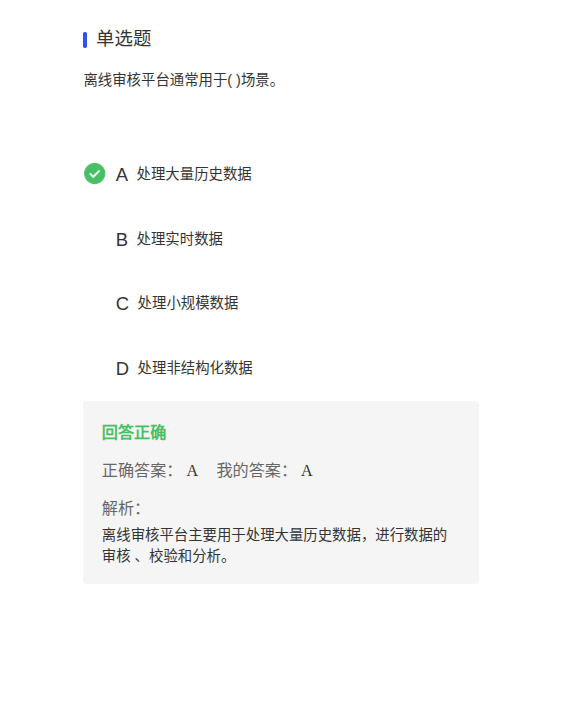 单选题
离线审核平台通常用于( )场景。
A 处理大量历史数据
B 处理实时数据
C 处理小规模数据
D 处理非结构化数据
回答正确
正确答案： A 我的答案： A
解析：
离线审核平台主要用于处理大量历史数据，进行数据的
审核 、校验和分析。